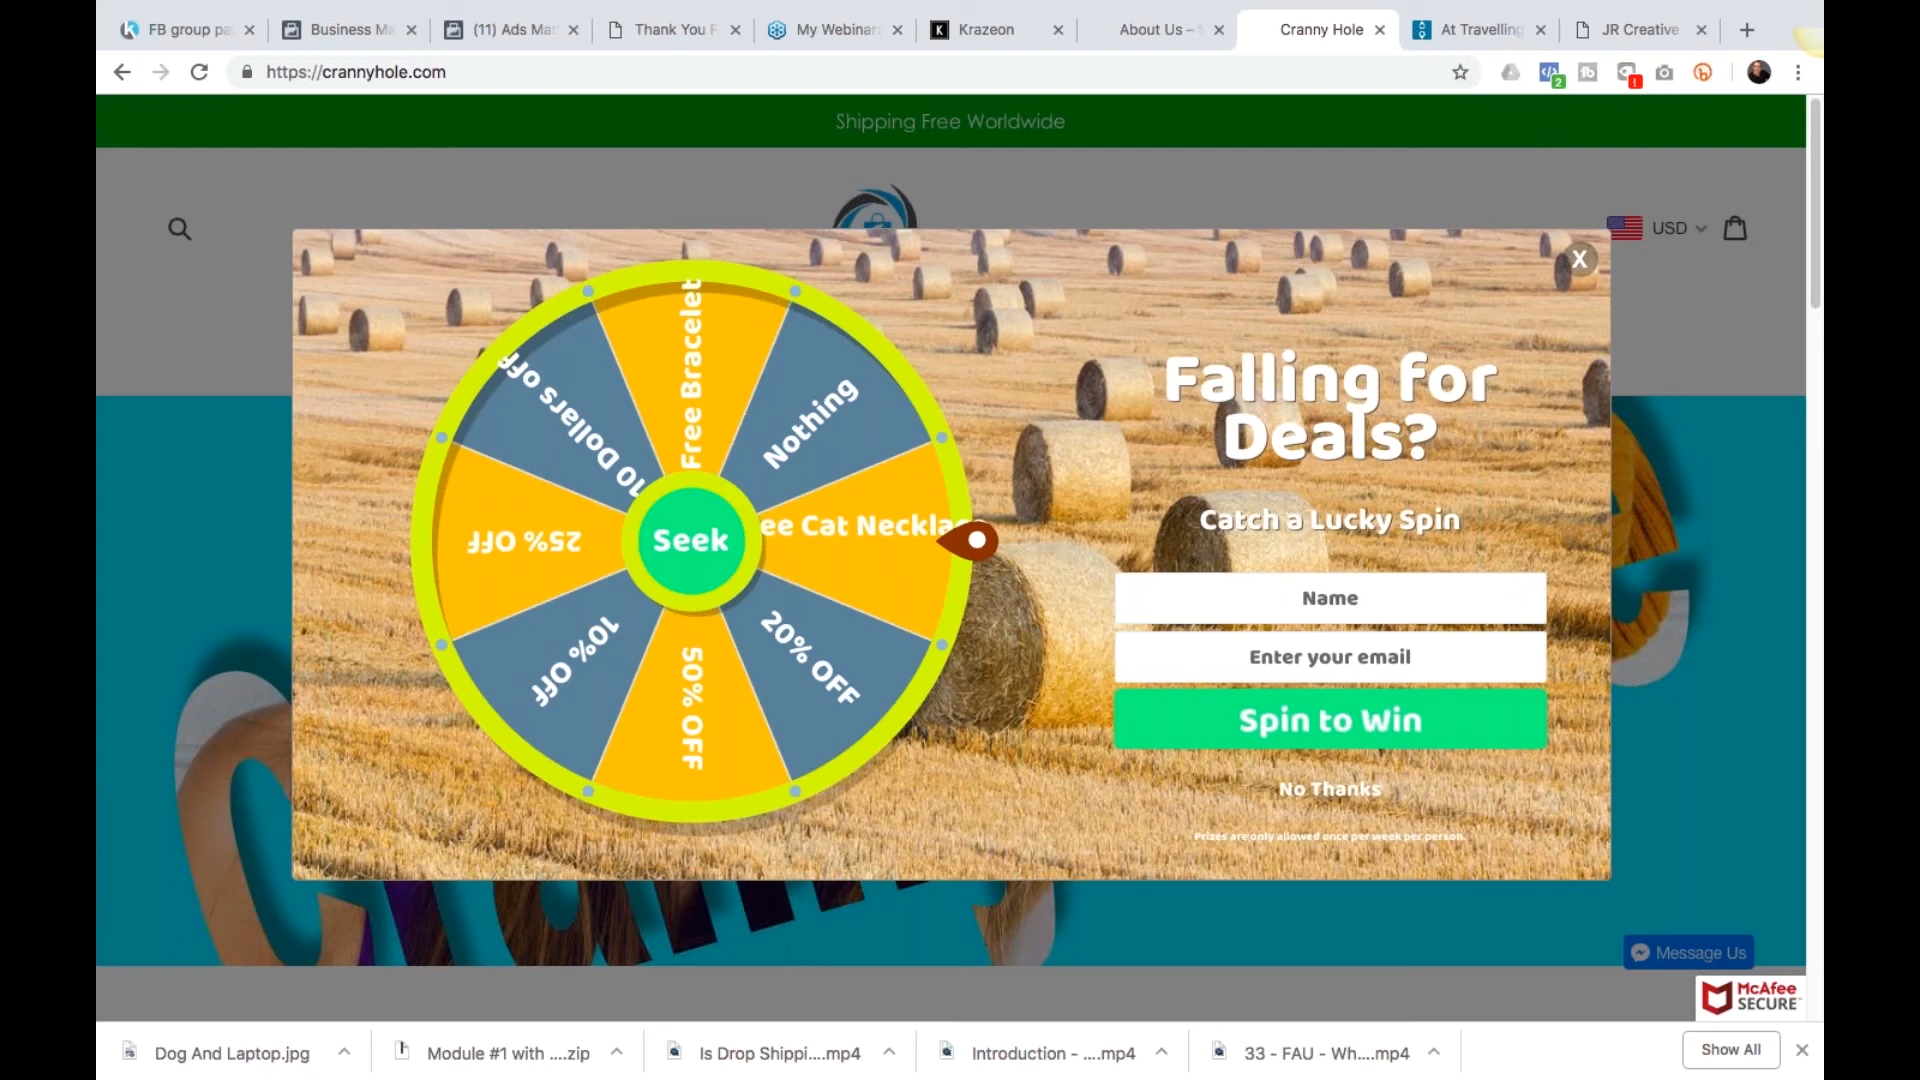 FB group pa
Business Ma
(11) Ads Mar
Thank You P
My Webinars
Krazeon
About Us – S
Cranny Hole
At Travelling
JR Creative
https://crannyhole.com
2
Shipping Free Worldwide
USD
X
Free Bracelet
Nothing
ee Cat Necklac
20% OFF
50% OFF
10% OFF
25% OFF
10 Dollars OFF
Seek
Falling for
Deals?
Catch a Lucky Spin
Name
Enter your email
Spin to Win
No Thanks
Prizes are only allowed once per week per person.
Message Us
McAfee
SECURE
Dog And Laptop.jpg
Module #1 with ....zip
Is Drop Shippi....mp4
Introduction - ....mp4
33 - FAU - Wh....mp4
Show All